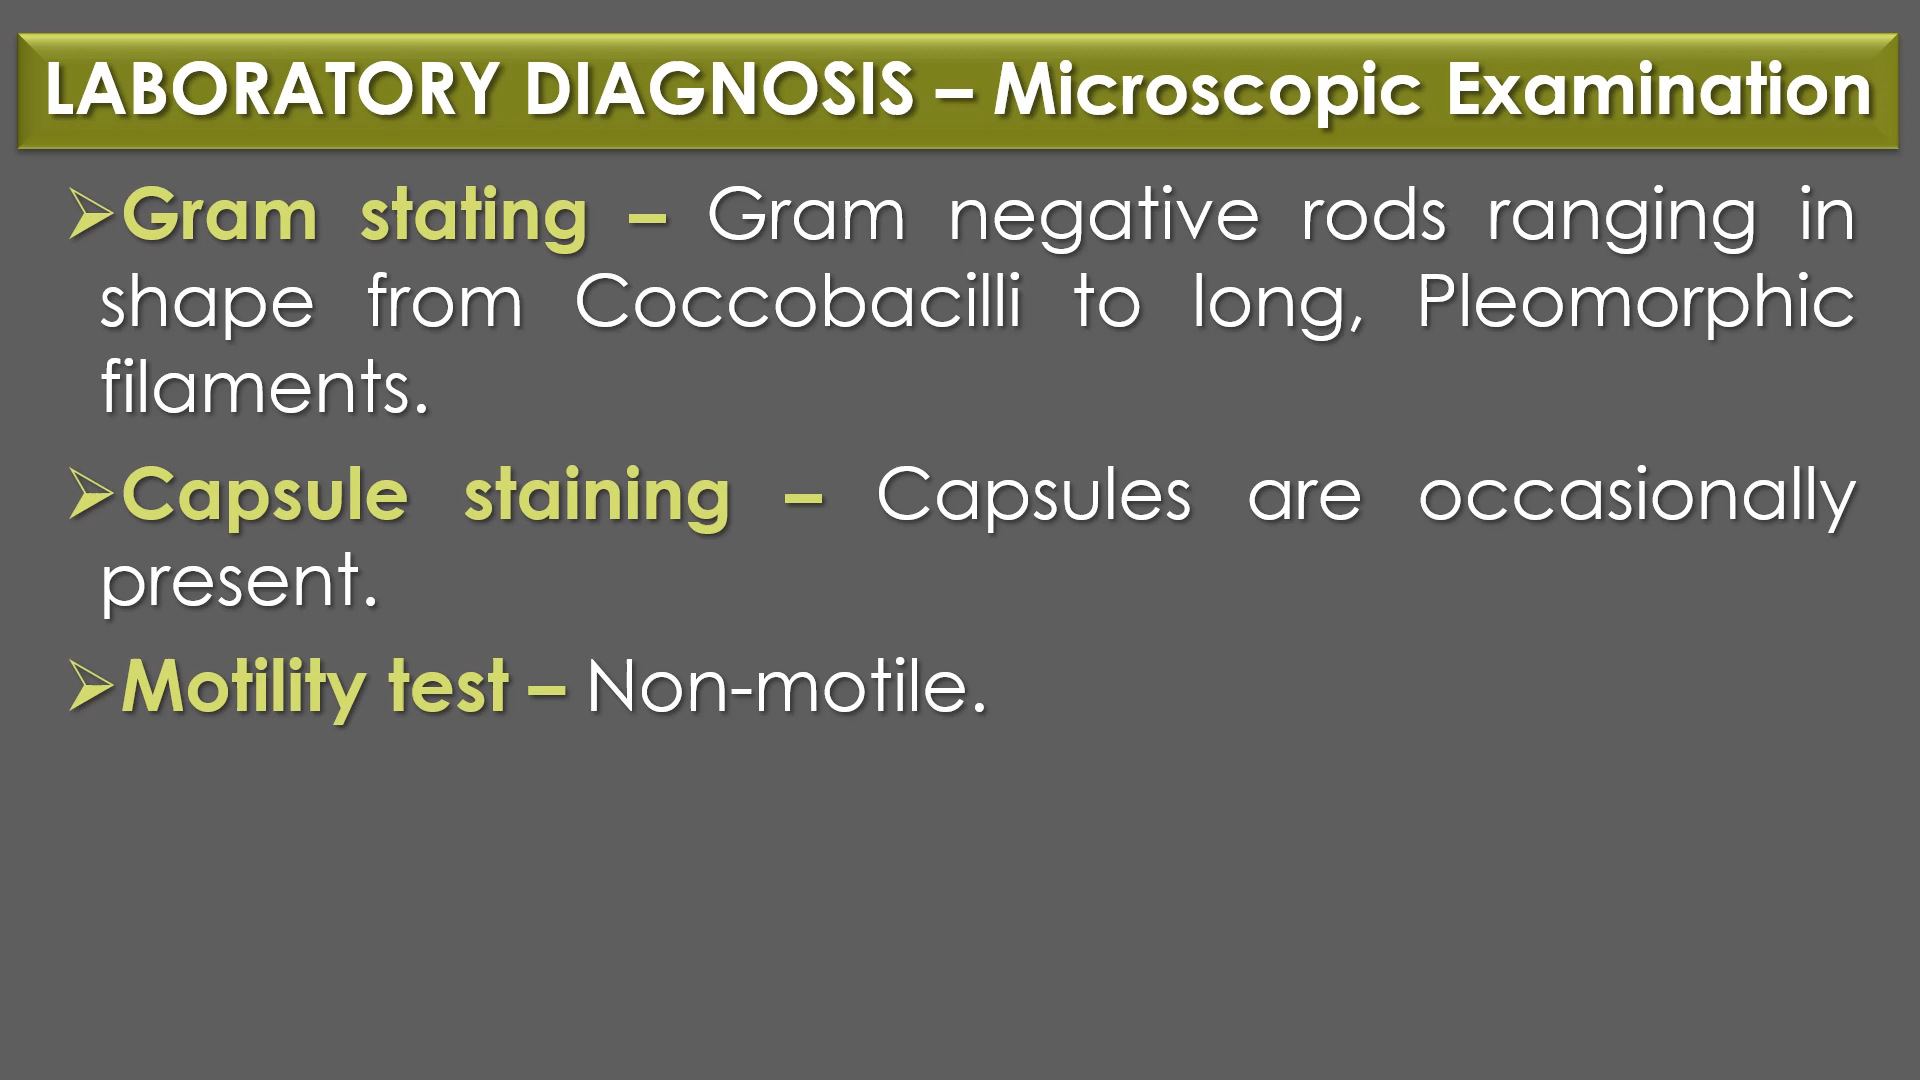 LABORATORY DIAGNOSIS – Microscopic Examination
➢Gram stating – Gram negative rods ranging in
shape from Coccobacilli to long, Pleomorphic
filaments.
➢Capsule staining – Capsules are occasionally
present.
➢Motility test – Non-motile.